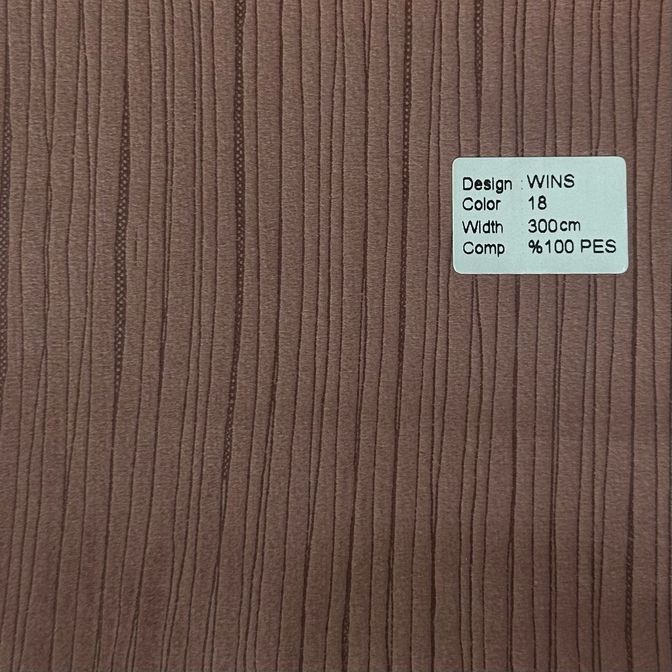 Design : WINS
Color 18
Width 300cm
Comp %100 PES